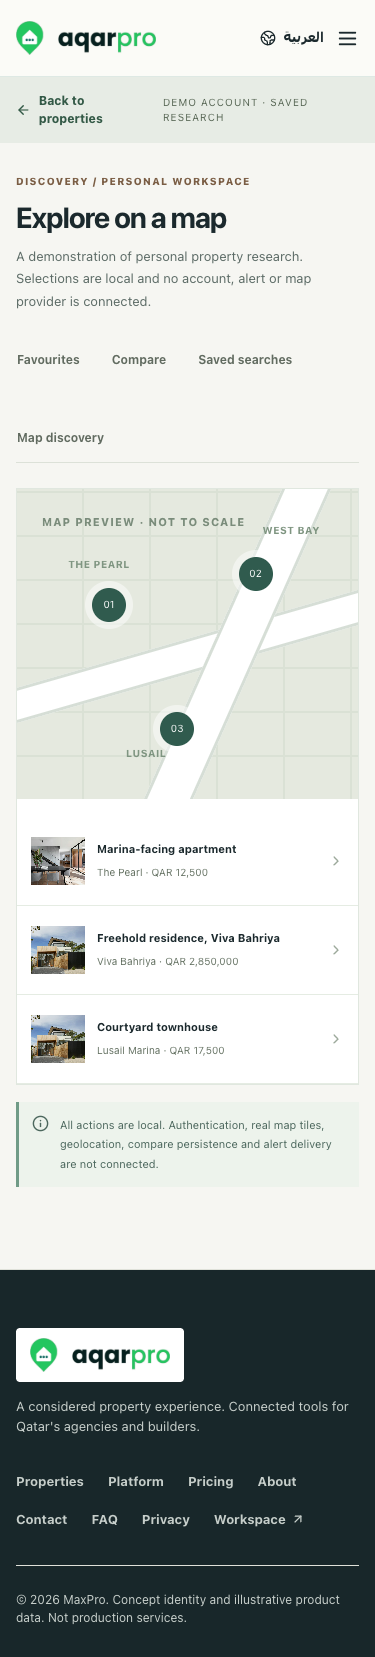 aqarpro
العربية
Back to
properties
DEMO ACCOUNT · SAVED
RESEARCH
DISCOVERY / PERSONAL WORKSPACE
Explore on a map
A demonstration of personal property research.
Selections are local and no account, alert or map
provider is connected.
Favourites Compare Saved searches
Map discovery
MAP PREVIEW · NOT TO SCALE
WEST BAY
THE PEARL
02
01
03
LUSAIL
Marina-facing apartment
The Pearl · QAR 12,500
Freehold residence, Viva Bahriya
Viva Bahriya · QAR 2,850,000
Courtyard townhouse
Lusail Marina · QAR 17,500
All actions are local. Authentication, real map tiles,
geolocation, compare persistence and alert delivery
are not connected.
aqarpro
A considered property experience. Connected tools for
Qatar's agencies and builders.
Properties Platform Pricing About
Contact FAQ Privacy Workspace
© 2026 MaxPro. Concept identity and illustrative product
data. Not production services.